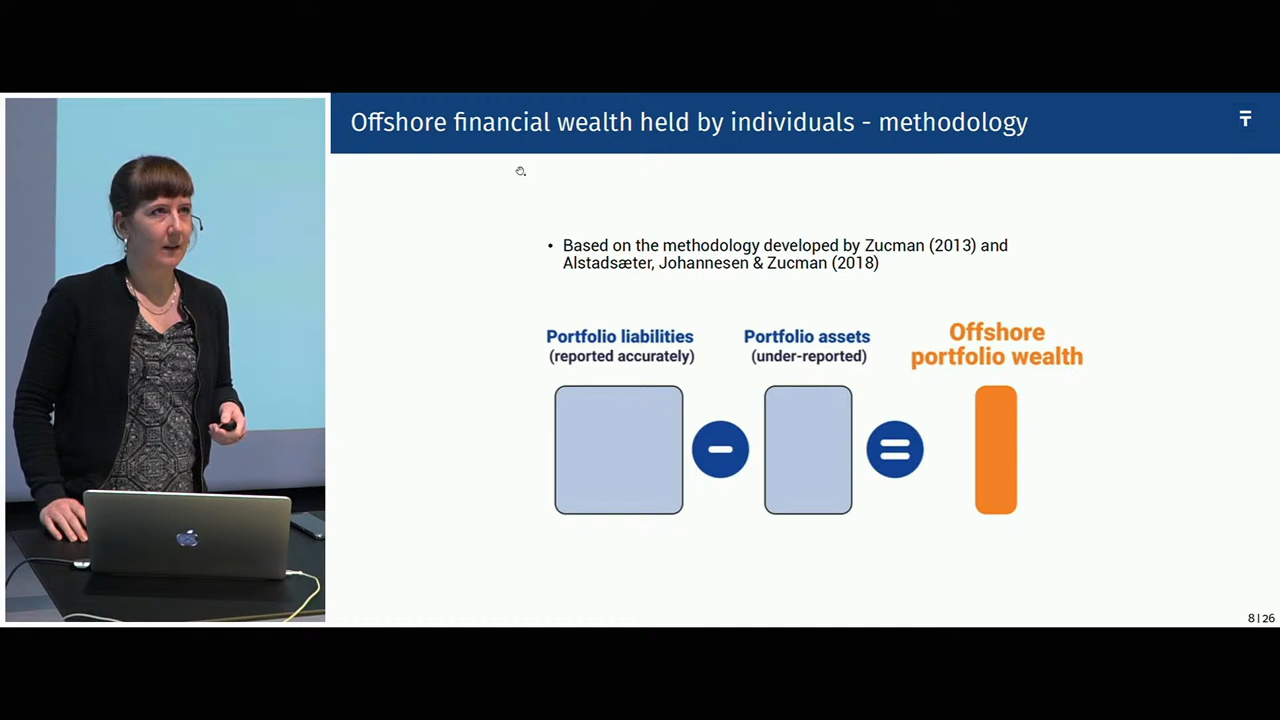 Offshore financial wealth held by individuals - methodology
• Based on the methodology developed by Zucman (2013) and
Alstadsæter, Johannesen & Zucman (2018)
Portfolio liabilities
(reported accurately)
Portfolio assets
(under-reported)
Offshore
portfolio wealth
8 | 26